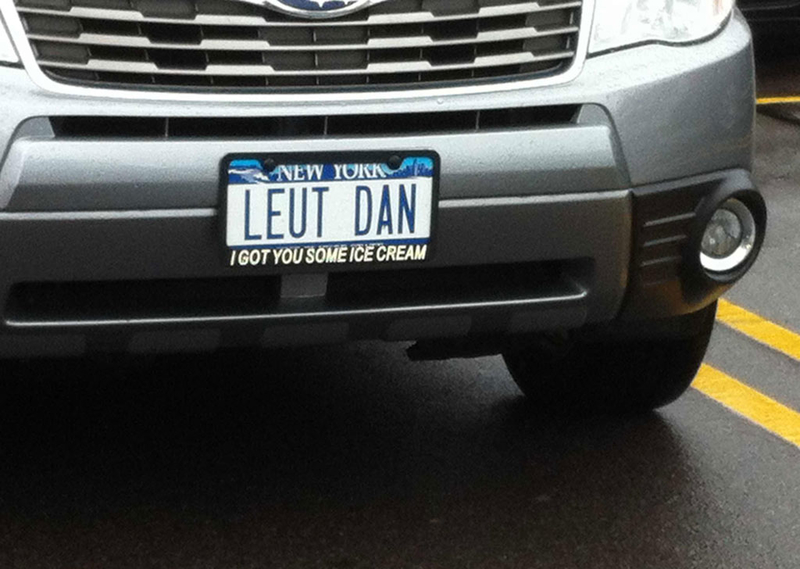 NEW YORK
LEUT DAN
I GOT YOU SOME ICE CREAM